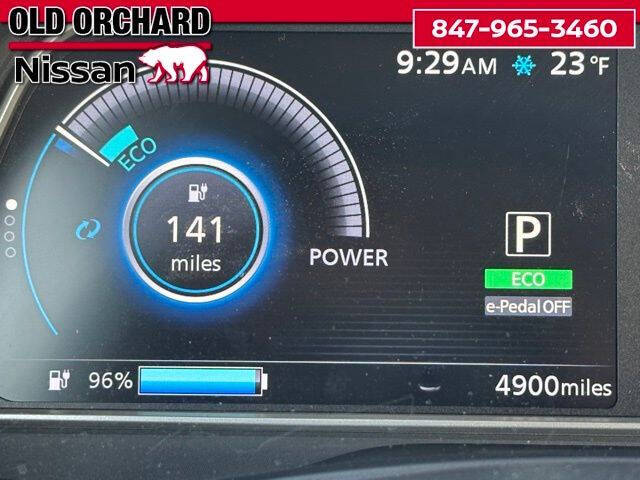 OLD ORCHARD
Nissan
847-965-3460
9:29AM 23°F
ECO
141
miles
POWER
P
ECO
e-Pedal OFF
96%
4900miles